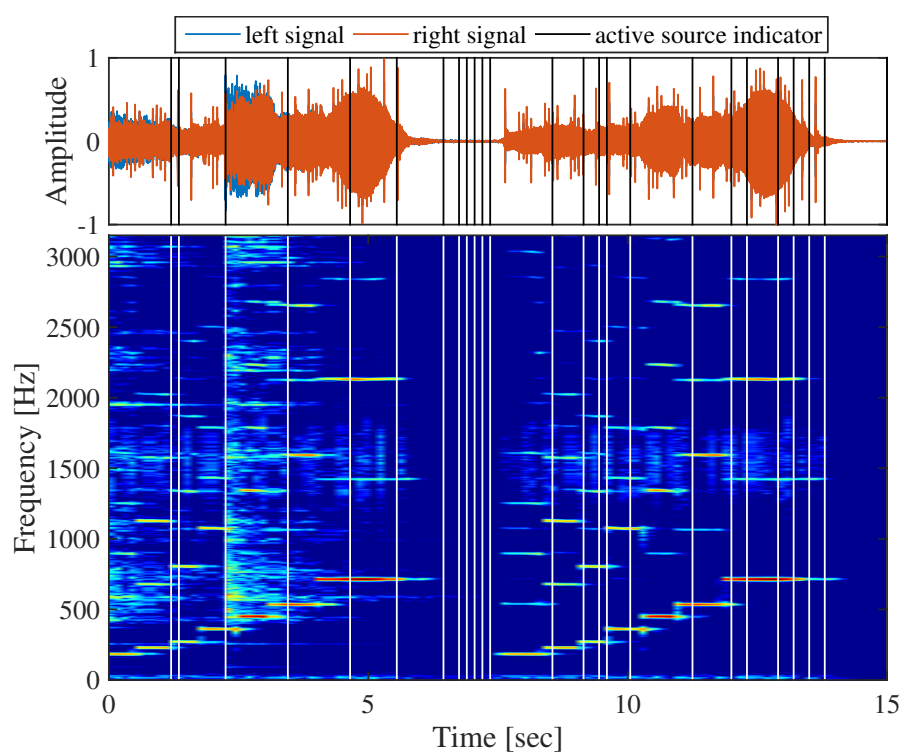 left signal right signal active source indicator
1
0
-1
Amplitude
3000
2500
2000
1500
1000
500
0
Frequency [Hz]
0 5 10 15
Time [sec]